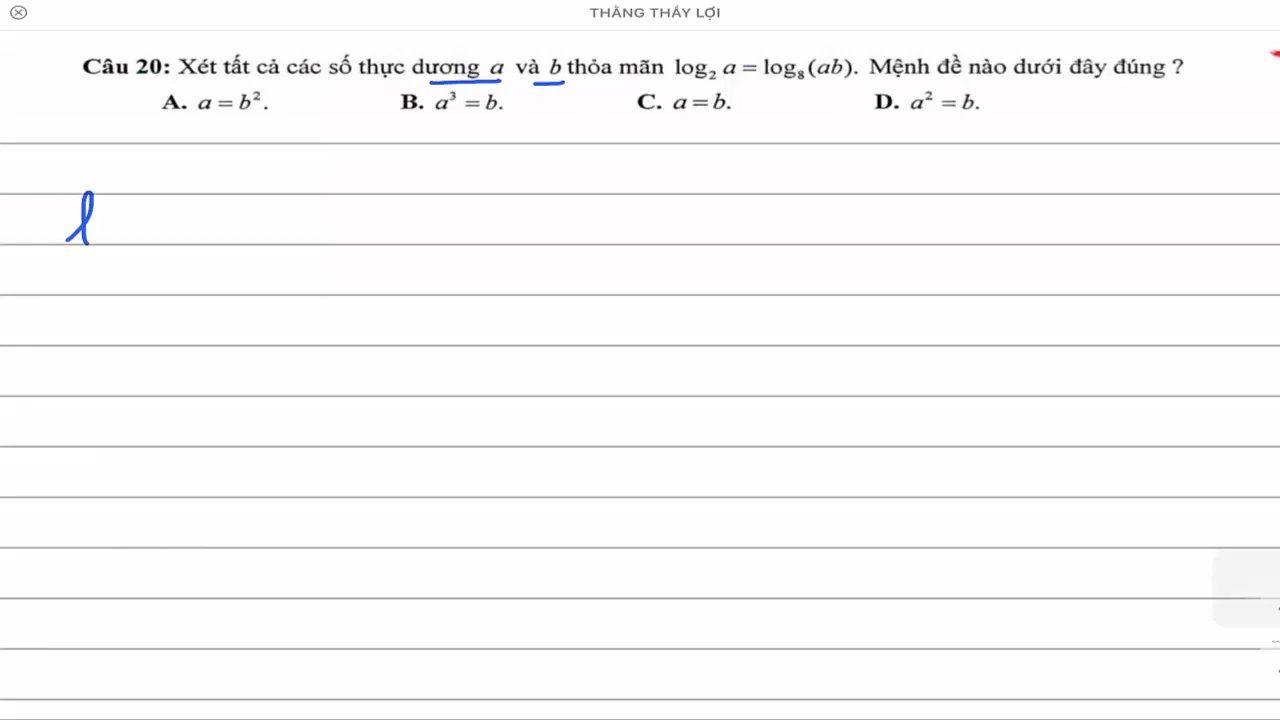 THẰNG THẦY LỢI
Câu 20: Xét tất cả các số thực dương a và b thỏa mãn log₂ a = log₈(ab). Mệnh đề nào dưới đây đúng ?
A. a = b². B. a³ = b. C. a = b. D. a² = b.
l